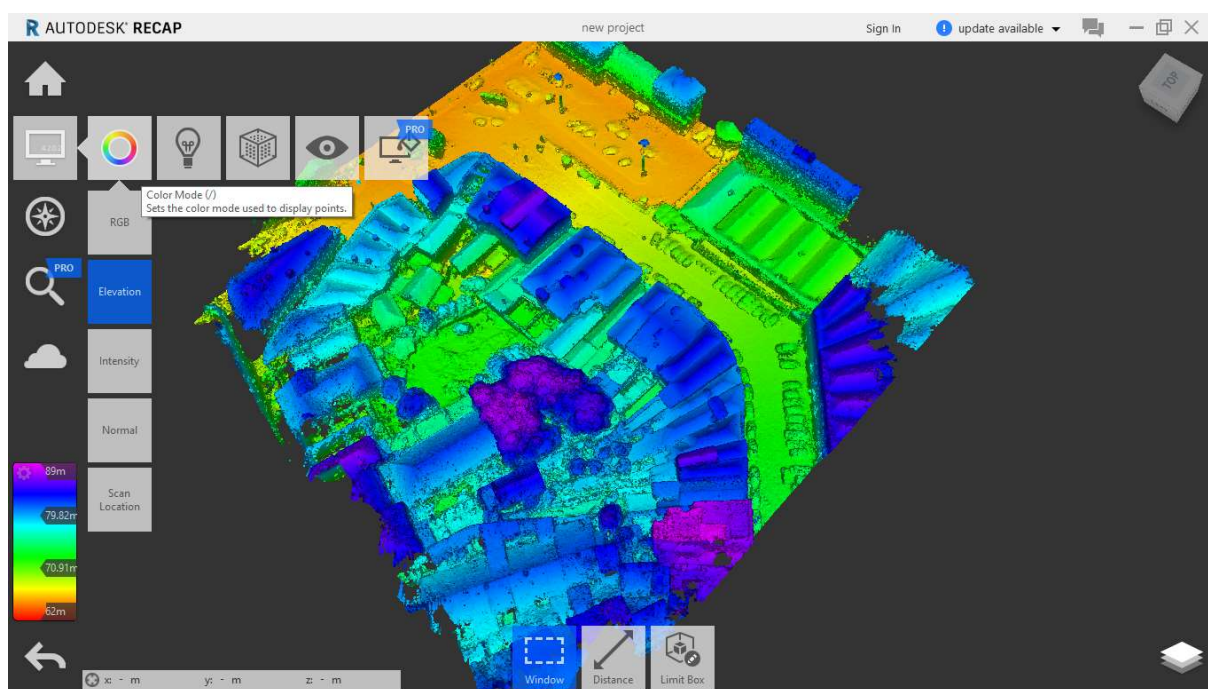 AUTODESK® RECAP
new project
Sign In
update available
TOP
PRO
Color Mode (/)
Sets the color mode used to display points.
RGB
PRO
Elevation
Intensity
Normal
Scan
Location
89m
79.82m
70.91m
62m
x: - m y: - m z: - m
Window
Distance
Limit Box